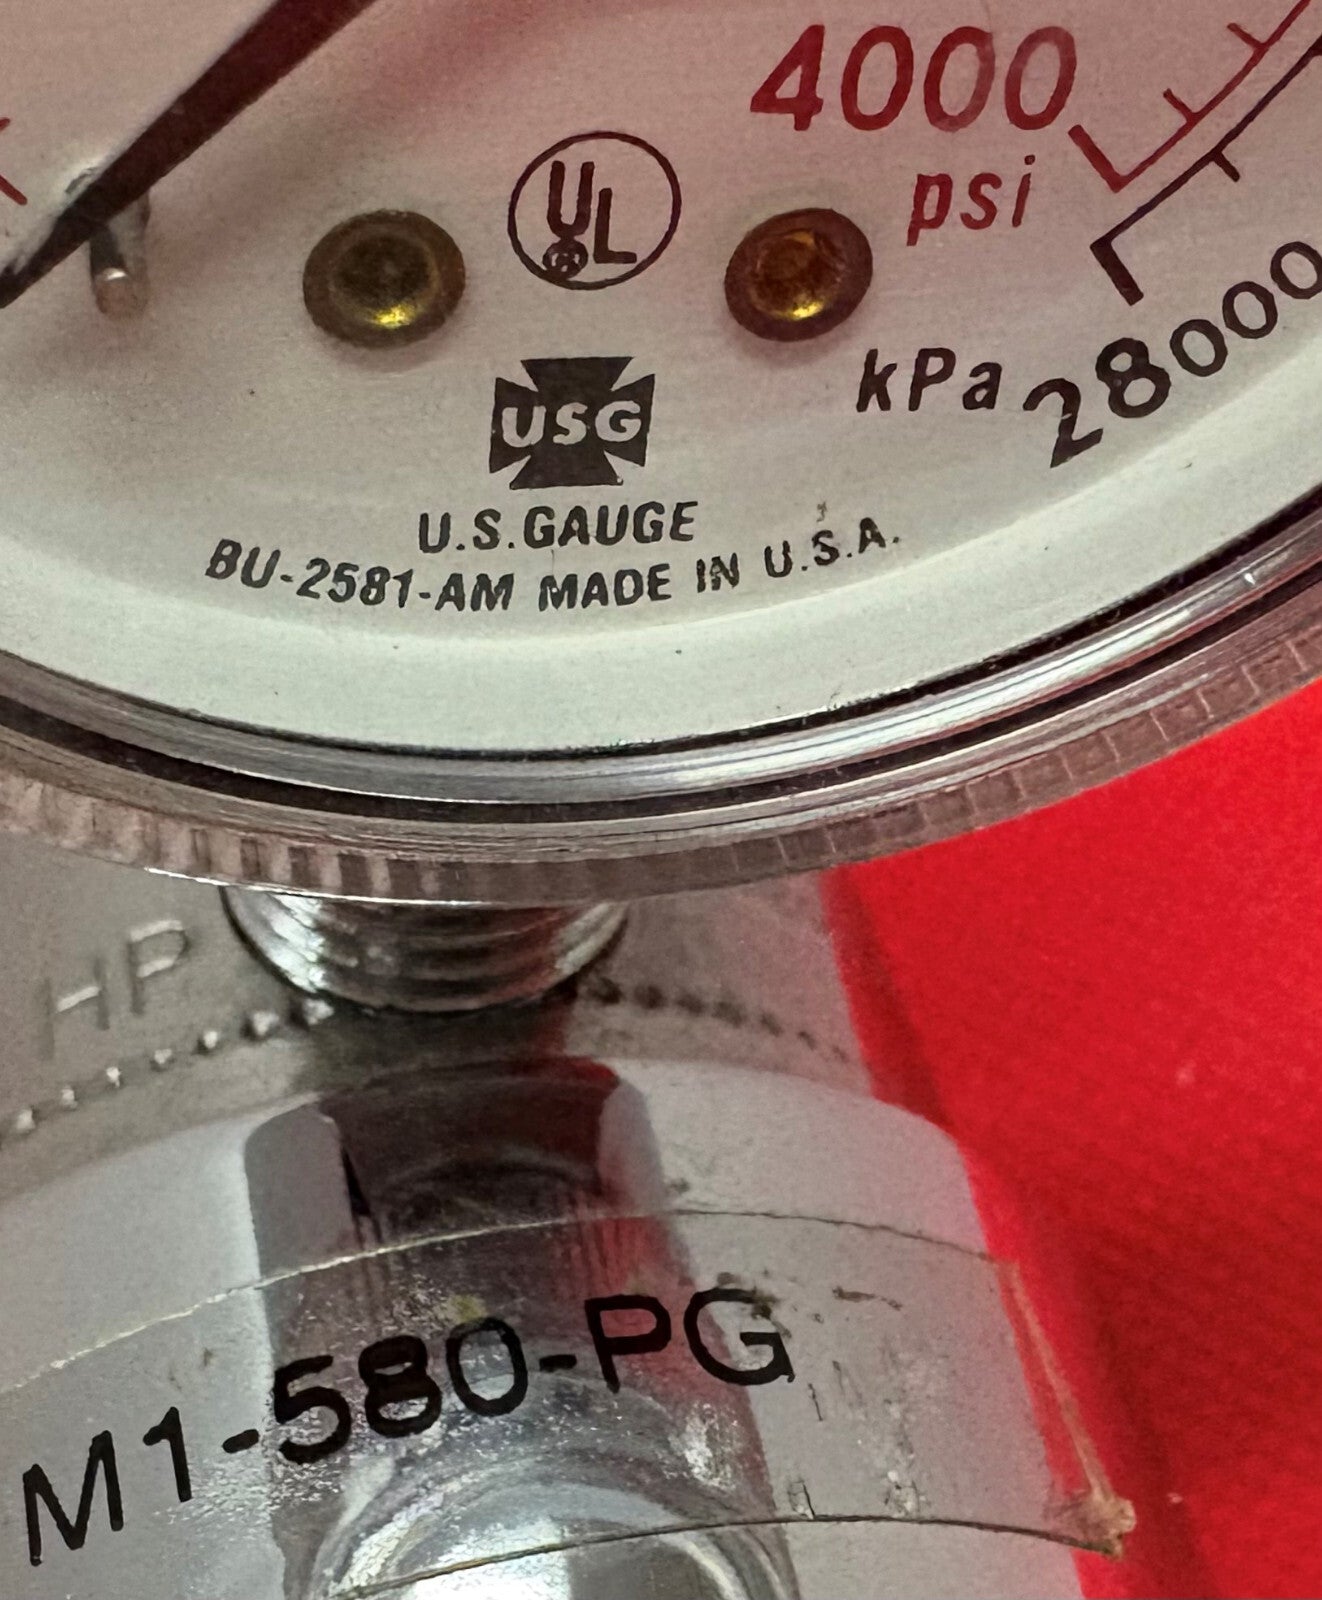 4000
psi
UL
kPa 28000
USG
U.S.GAUGE
BU-2581-AM MADE IN U.S.A.
HP
M1-580-PG